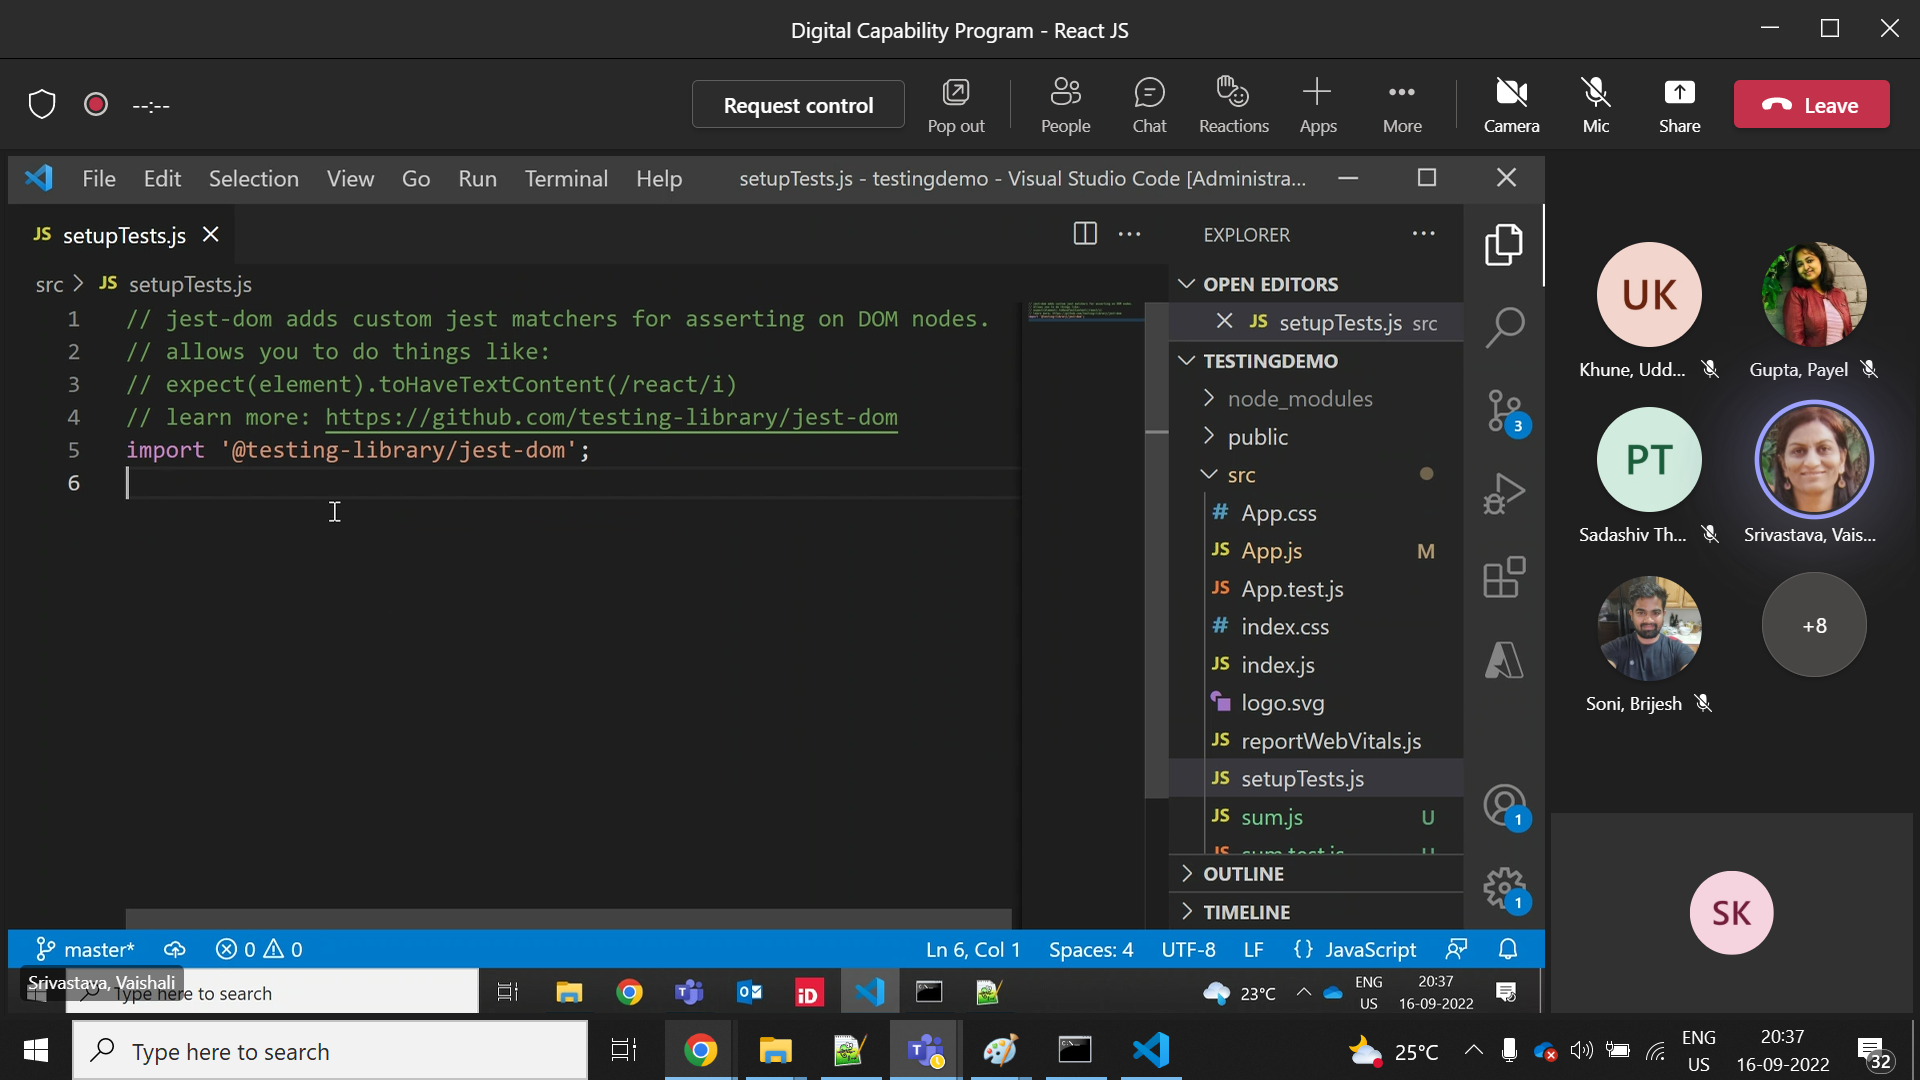 Digital Capability Program - React JS
--:--
Request control
Pop out
People
Chat
Reactions
Apps
More
Camera
Mic
Share
Leave
File Edit Selection View Go Run Terminal Help
setupTests.js - testingdemo - Visual Studio Code [Administra...
JS setupTests.js
src > JS setupTests.js
1 // jest-dom adds custom jest matchers for asserting on DOM nodes.
2 // allows you to do things like:
3 // expect(element).toHaveTextContent(/react/i)
4 // learn more: https://github.com/testing-library/jest-dom
5 import '@testing-library/jest-dom';
6
EXPLORER
OPEN EDITORS
JS setupTests.js src
TESTINGDEMO
node_modules
public
src
# App.css
JS App.js M
JS App.test.js
# index.css
JS index.js
logo.svg
JS reportWebVitals.js
JS setupTests.js
JS sum.js U
JS sum.test.js U
OUTLINE
TIMELINE
3
1
1
master*
0 0
Ln 6, Col 1
Spaces: 4
UTF-8
LF
{} JavaScript
Srivastava, Vaishali
Type here to search
iD
23°C
ENG
US
20:37
16-09-2022
UK
Khune, Udd...
Gupta, Payel
PT
Sadashiv Th...
Srivastava, Vais...
Soni, Brijesh
+8
SK
Type here to search
25°C
ENG
US
20:37
16-09-2022
32